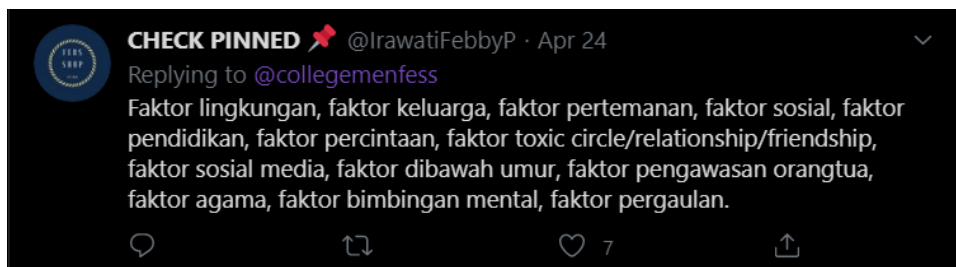 FEBS
SHOP
CHECK PINNED 📌 @IrawatiFebbyP · Apr 24
Replying to @collegemenfess
Faktor lingkungan, faktor keluarga, faktor pertemanan, faktor sosial, faktor
pendidikan, faktor percintaan, faktor toxic circle/relationship/friendship,
faktor sosial media, faktor dibawah umur, faktor pengawasan orangtua,
faktor agama, faktor bimbingan mental, faktor pergaulan.
7